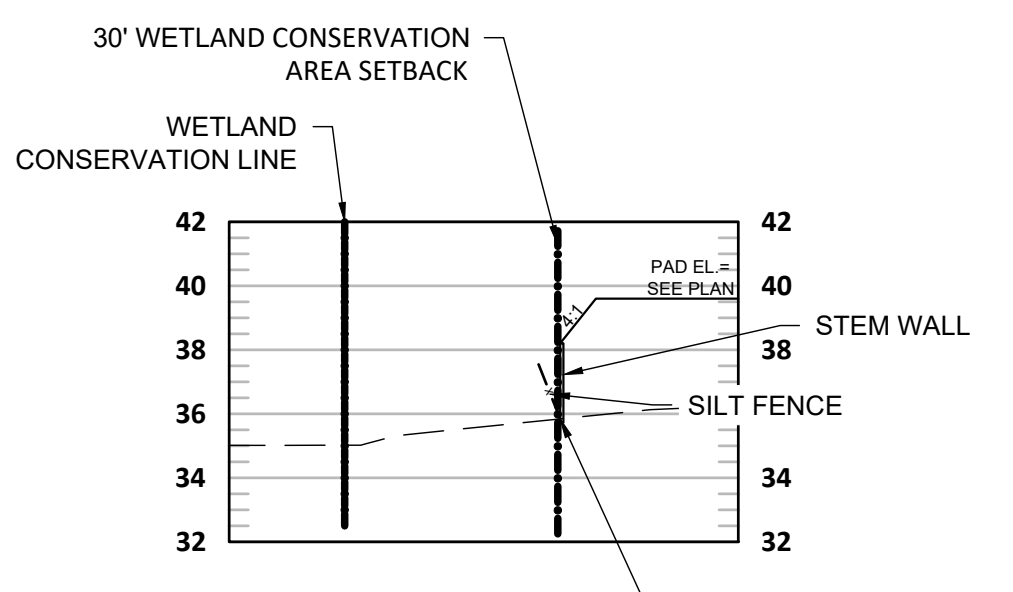 30' WETLAND CONSERVATION
AREA SETBACK
WETLAND
CONSERVATION LINE
42
42
PAD EL.=
40
SEE PLAN
40
4:1
STEM WALL
38
38
SILT FENCE
36
36
34
34
32
32